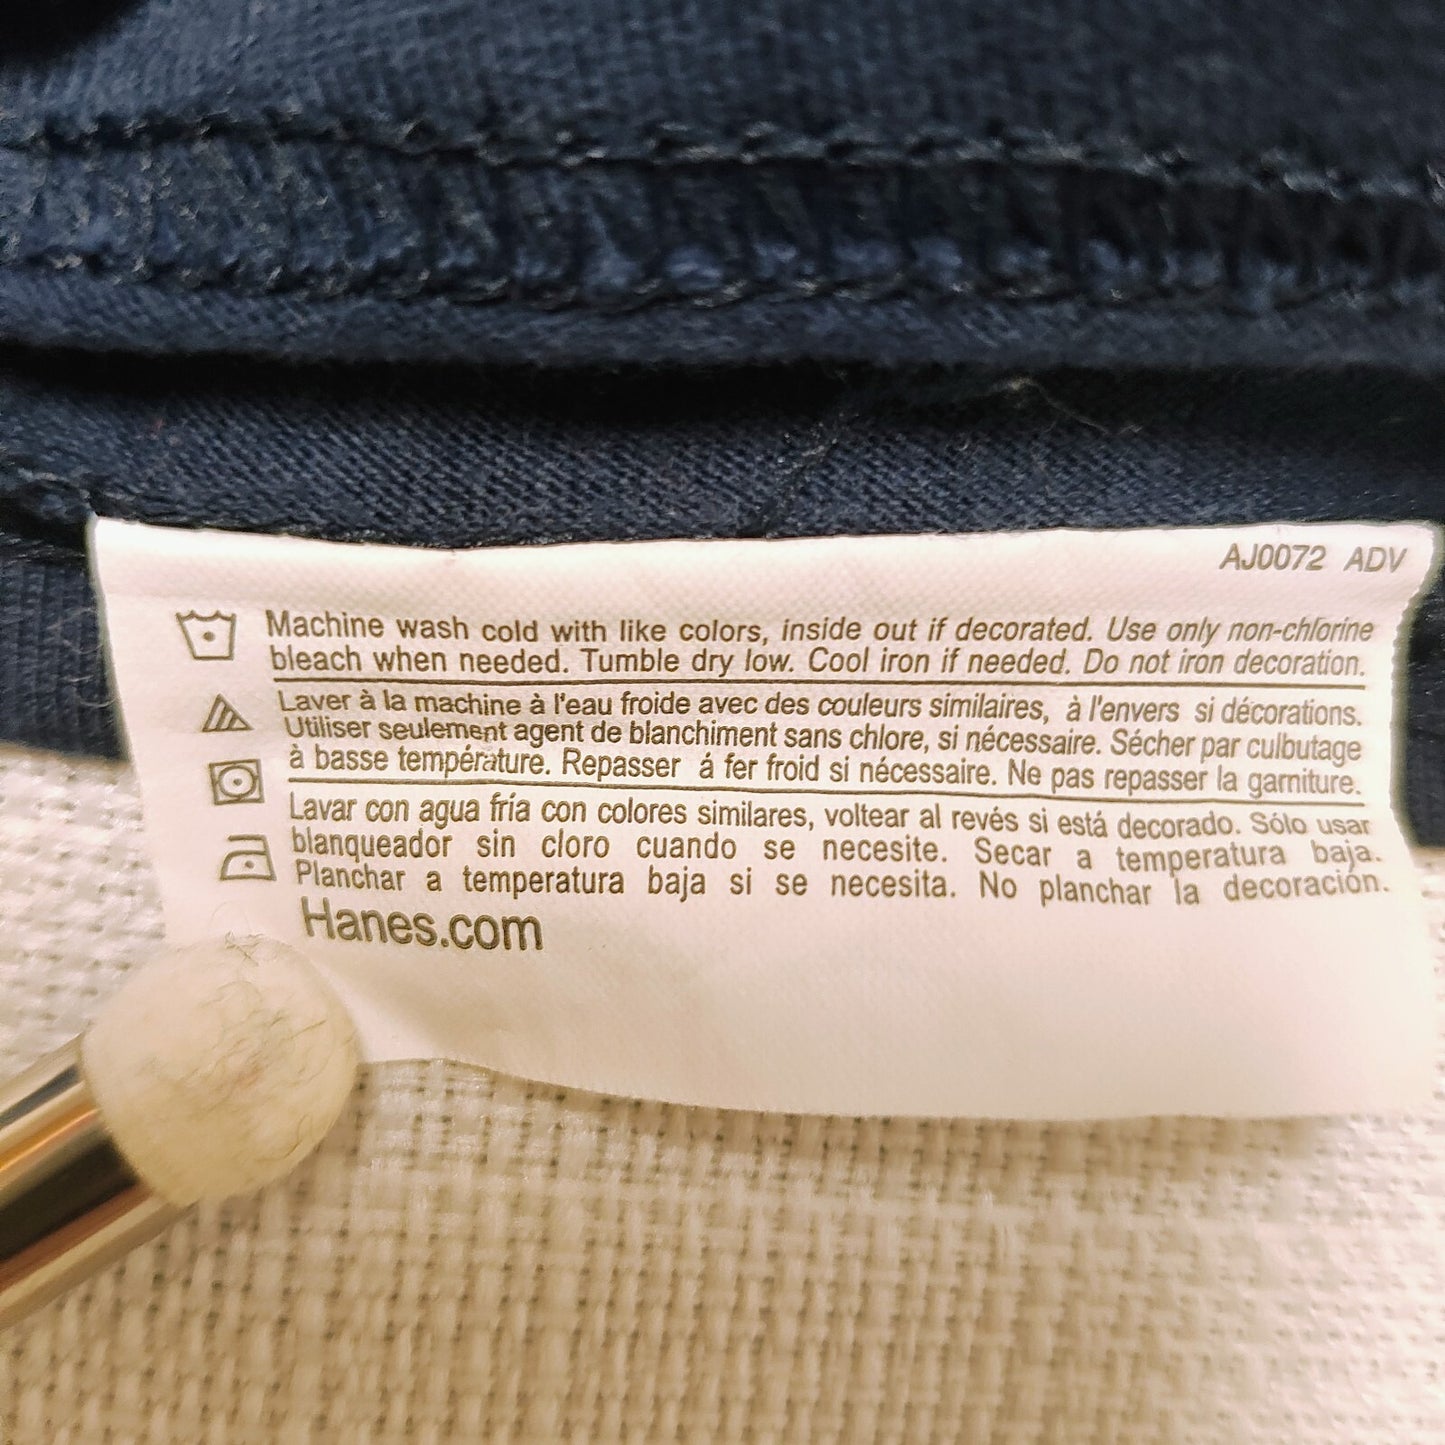 AJ0072 ADV
Machine wash cold with like colors, inside out if decorated. Use only non-chlorine
bleach when needed. Tumble dry low. Cool iron if needed. Do not iron decoration.
Laver à la machine à l'eau froide avec des couleurs similaires, à l'envers si décorations.
Utiliser seulement agent de blanchiment sans chlore, si nécessaire. Sécher par culbutage
à basse température. Repasser á fer froid si nécessaire. Ne pas repasser la garniture.
Lavar con agua fría con colores similares, voltear al revés si está decorado. Sólo usar
blanqueador sin cloro cuando se necesite. Secar a temperatura baja.
Planchar a temperatura baja si se necesita. No planchar la decoración.
Hanes.com